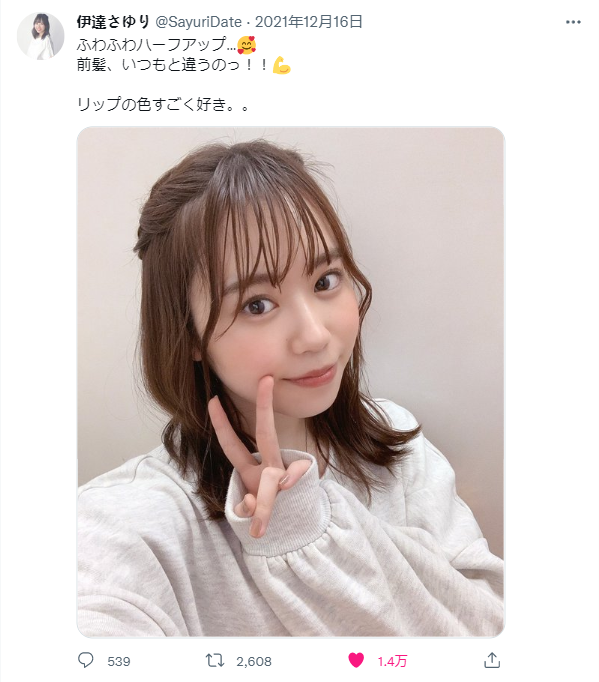 伊達さゆり @SayuriDate · 2021年12月16日
ふわふわハーフアップ...🥰
前髪、いつもと違うのっ！！💪
リップの色すごく好き。。
539 2,608 1.4万